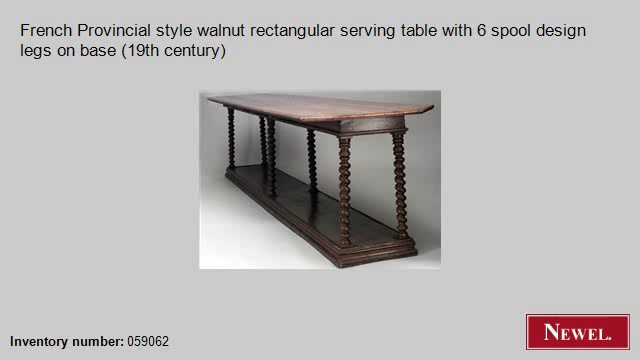 French Provincial style walnut rectangular serving table with 6 spool design
legs on base (19th century)
Inventory number: 059062
NEWEL.